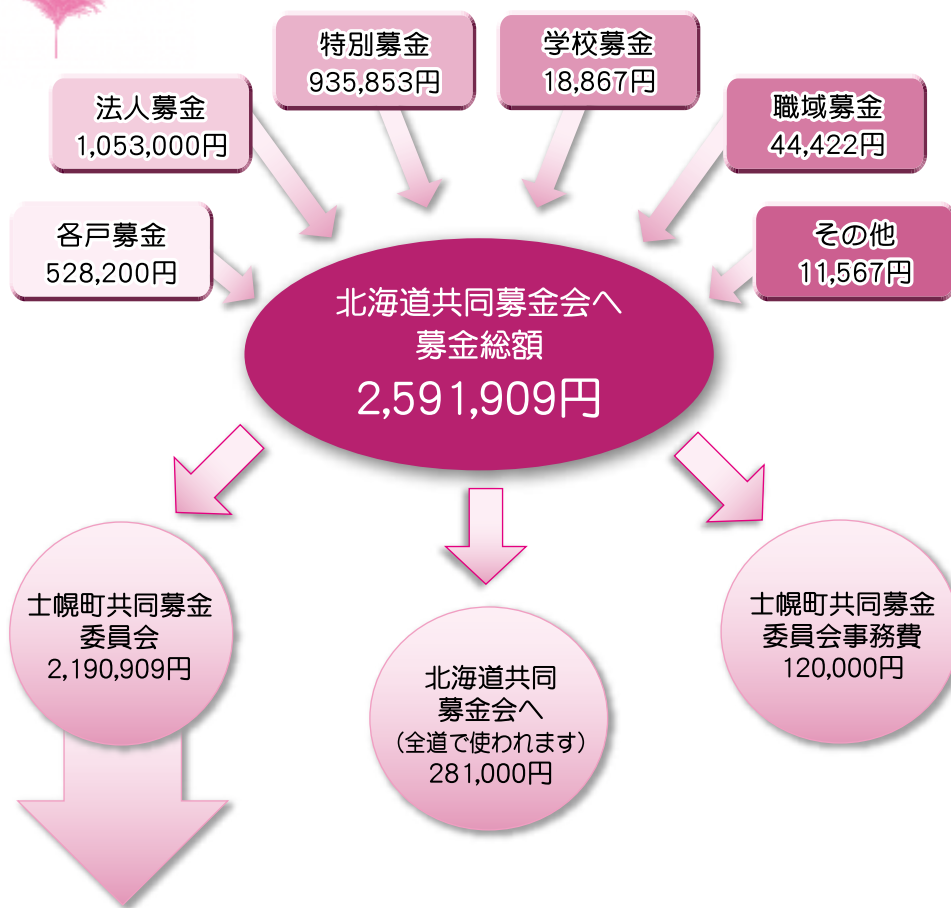 特別募金
935,853円
学校募金
18,867円
法人募金
1,053,000円
職域募金
44,422円
各戸募金
528,200円
その他
11,567円
北海道共同募金会へ
募金総額
2,591,909円
士幌町共同募金
委員会
2,190,909円
北海道共同
募金会へ
(全道で使われます)
281,000円
士幌町共同募金
委員会事務費
120,000円